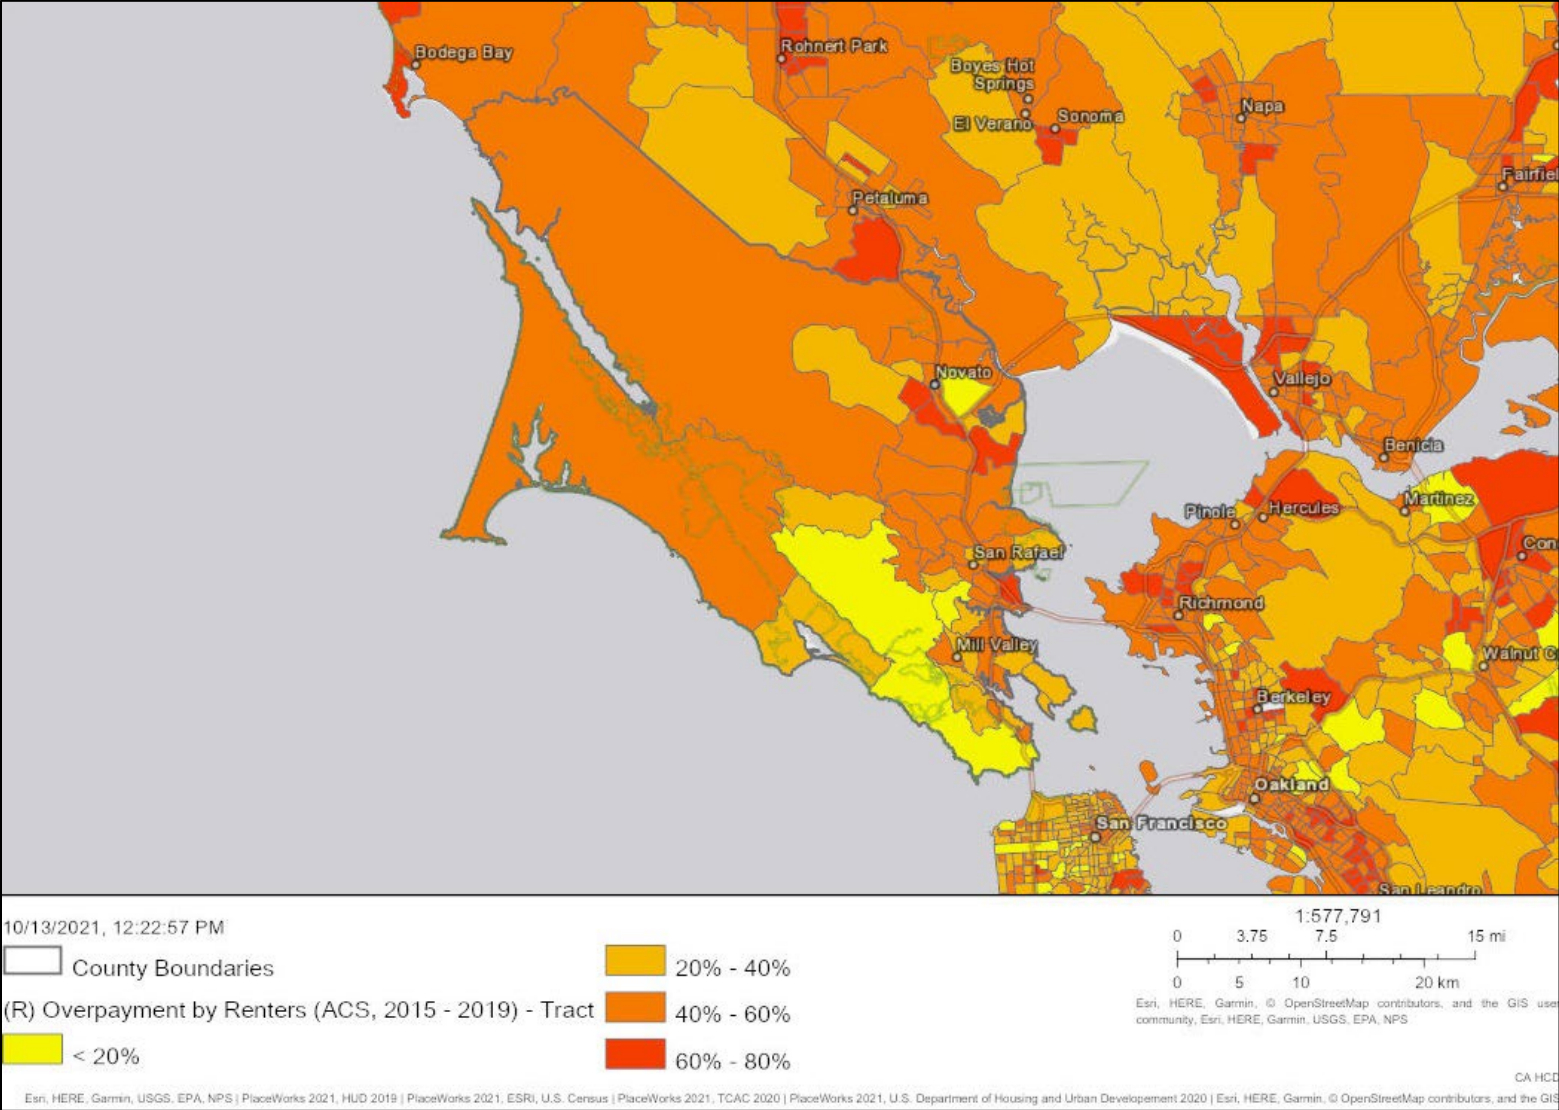 Bodega Bay
Rohnert Park
Boyes Hot
Springs
El Verano
Sonoma
Napa
Fairfiel
Petaluma
Novato
Vallejo
Benicia
Martinez
Pinole
Hercules
Con
San Rafael
Richmond
Mill Valley
Walnut C
Berkeley
Oakland
San Francisco
San Leandro
10/13/2021, 12:22:57 PM
County Boundaries
(R) Overpayment by Renters (ACS, 2015 - 2019) - Tract
< 20%
20% - 40%
40% - 60%
60% - 80%
1:577,791
0 3.75 7.5 15 mi
0 5 10 20 km
Esri, HERE, Garmin, © OpenStreetMap contributors, and the GIS use
community, Esri, HERE, Garmin, USGS, EPA, NPS
CA HCD
Esri, HERE, Garmin, USGS, EPA, NPS | PlaceWorks 2021, HUD 2019 | PlaceWorks 2021, ESRI, U.S. Census | PlaceWorks 2021, TCAC 2020 | PlaceWorks 2021, U.S. Department of Housing and Urban Developement 2020 | Esri, HERE, Garmin, © OpenStreetMap contributors, and the GIS